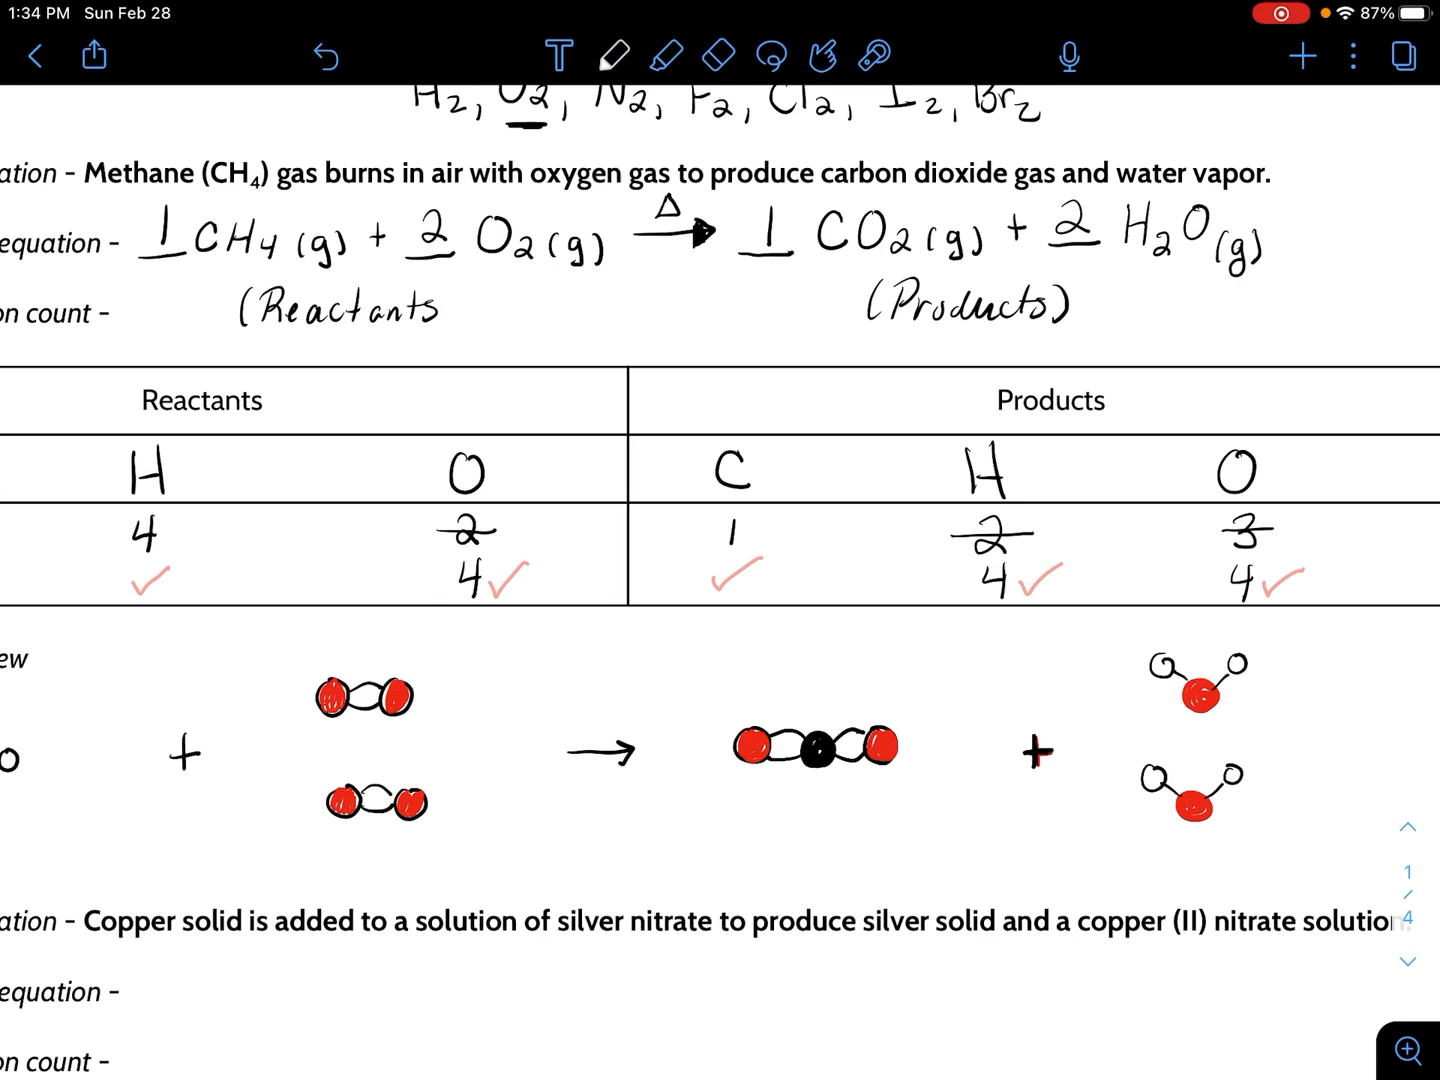 1:34 PM Sun Feb 28
87%
H2, O2, N2, F2, Cl2, I2, Br2
ation - Methane (CH₄) gas burns in air with oxygen gas to produce carbon dioxide gas and water vapor.
equation - 1 CH4 (g) + 2 O2 (g) Δ → 1 CO2 (g) + 2 H2O (g)
on count - (Reactants (Products)
Reactants Products
H O C H O
4 2 1 2 3
✓ 4 ✓ ✓ 4 ✓ 4 ✓
ew
+ → +
ation - Copper solid is added to a solution of silver nitrate to produce silver solid and a copper (II) nitrate solution.
1 / 4
equation -
on count -